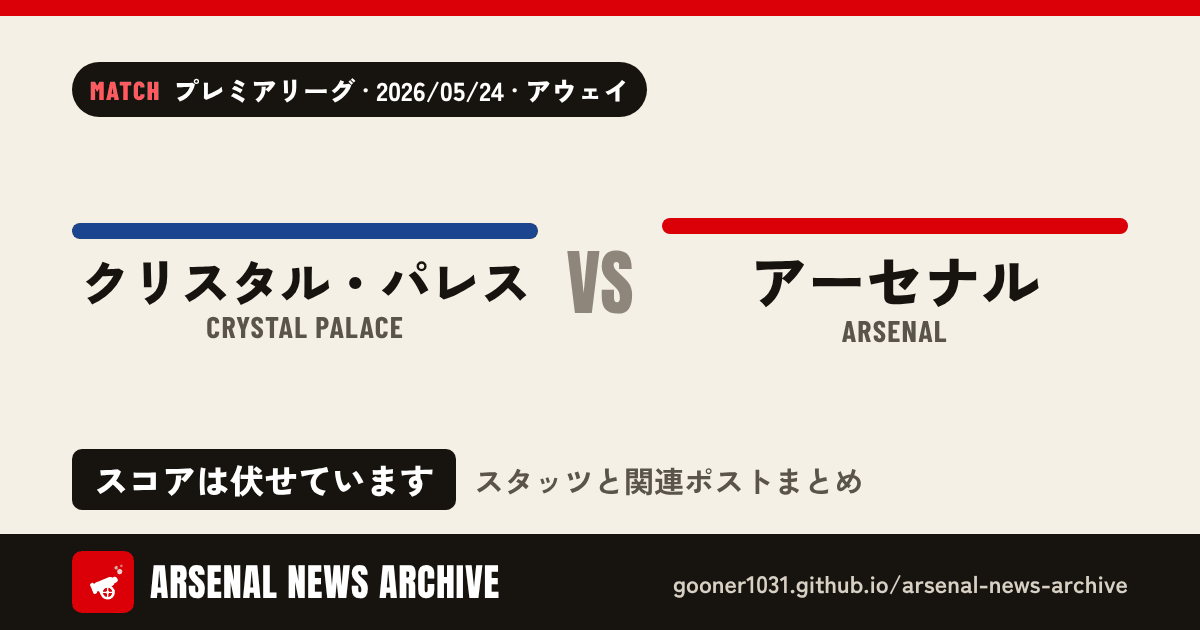 MATCH プレミアリーグ · 2026/05/24 · アウェイ
クリスタル・パレス
CRYSTAL PALACE
VS
アーセナル
ARSENAL
スコアは伏せています スタッツと関連ポストまとめ
ARSENAL NEWS ARCHIVE
gooner1031.github.io/arsenal-news-archive